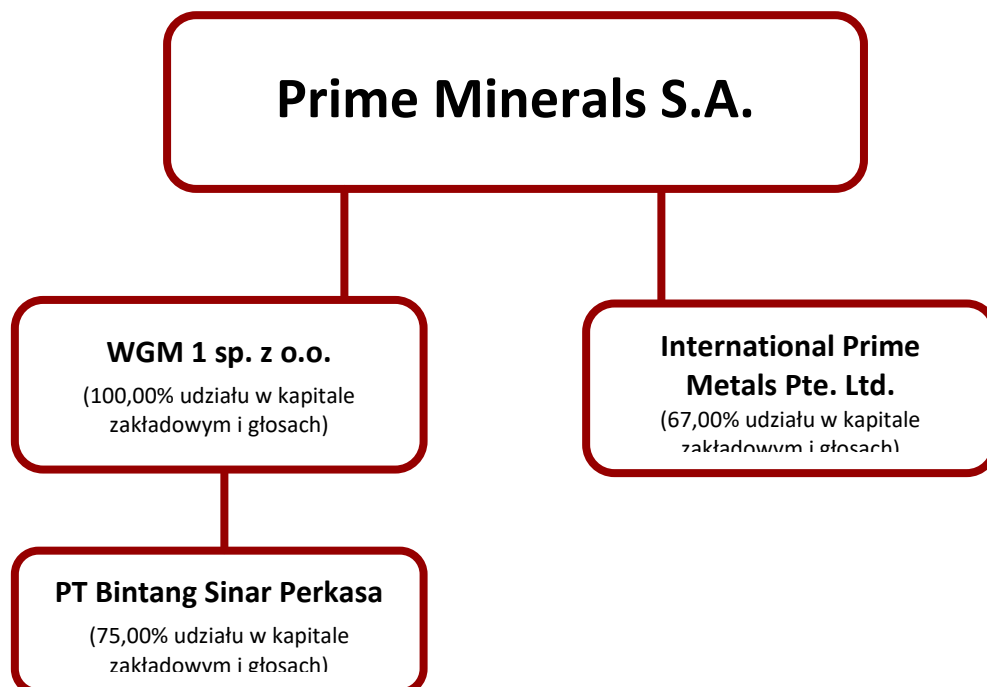 Prime Minerals S.A.
WGM 1 sp. z o.o.
(100,00% udziału w kapitale
zakładowym i głosach)
International Prime
Metals Pte. Ltd.
(67,00% udziału w kapitale
zakładowym i głosach)
PT Bintang Sinar Perkasa
(75,00% udziału w kapitale
zakładowym i głosach)